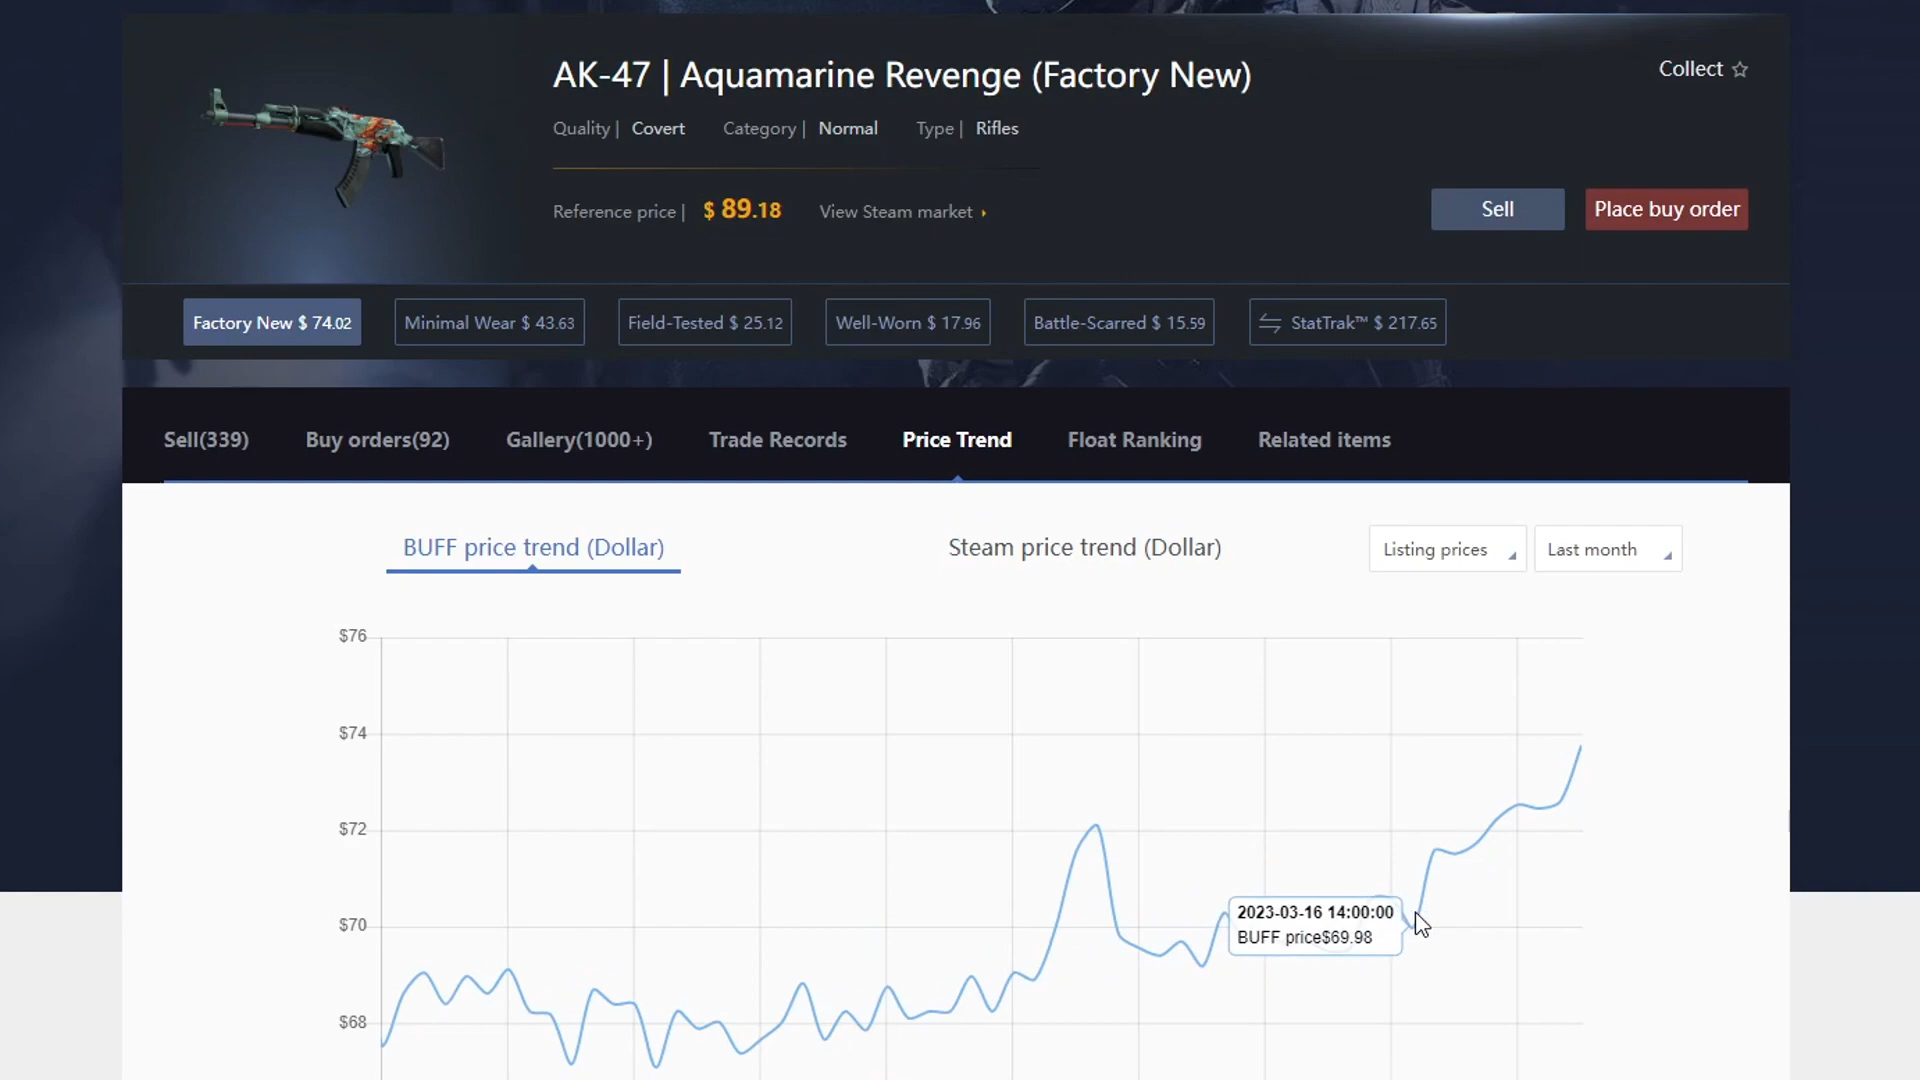 AK-47 | Aquamarine Revenge (Factory New)
Collect
Quality | Covert Category | Normal Type | Rifles
Reference price | $ 89.18 View Steam market
Sell
Place buy order
Factory New $ 74.02
Minimal Wear $ 43.63
Field-Tested $ 25.12
Well-Worn $ 17.96
Battle-Scarred $ 15.59
StatTrak™ $ 217.65
Sell(339)
Buy orders(92)
Gallery(1000+)
Trade Records
Price Trend
Float Ranking
Related items
BUFF price trend (Dollar)
Steam price trend (Dollar)
Listing prices
Last month
$76
$74
$72
$70
$68
2023-03-16 14:00:00
BUFF price$69.98